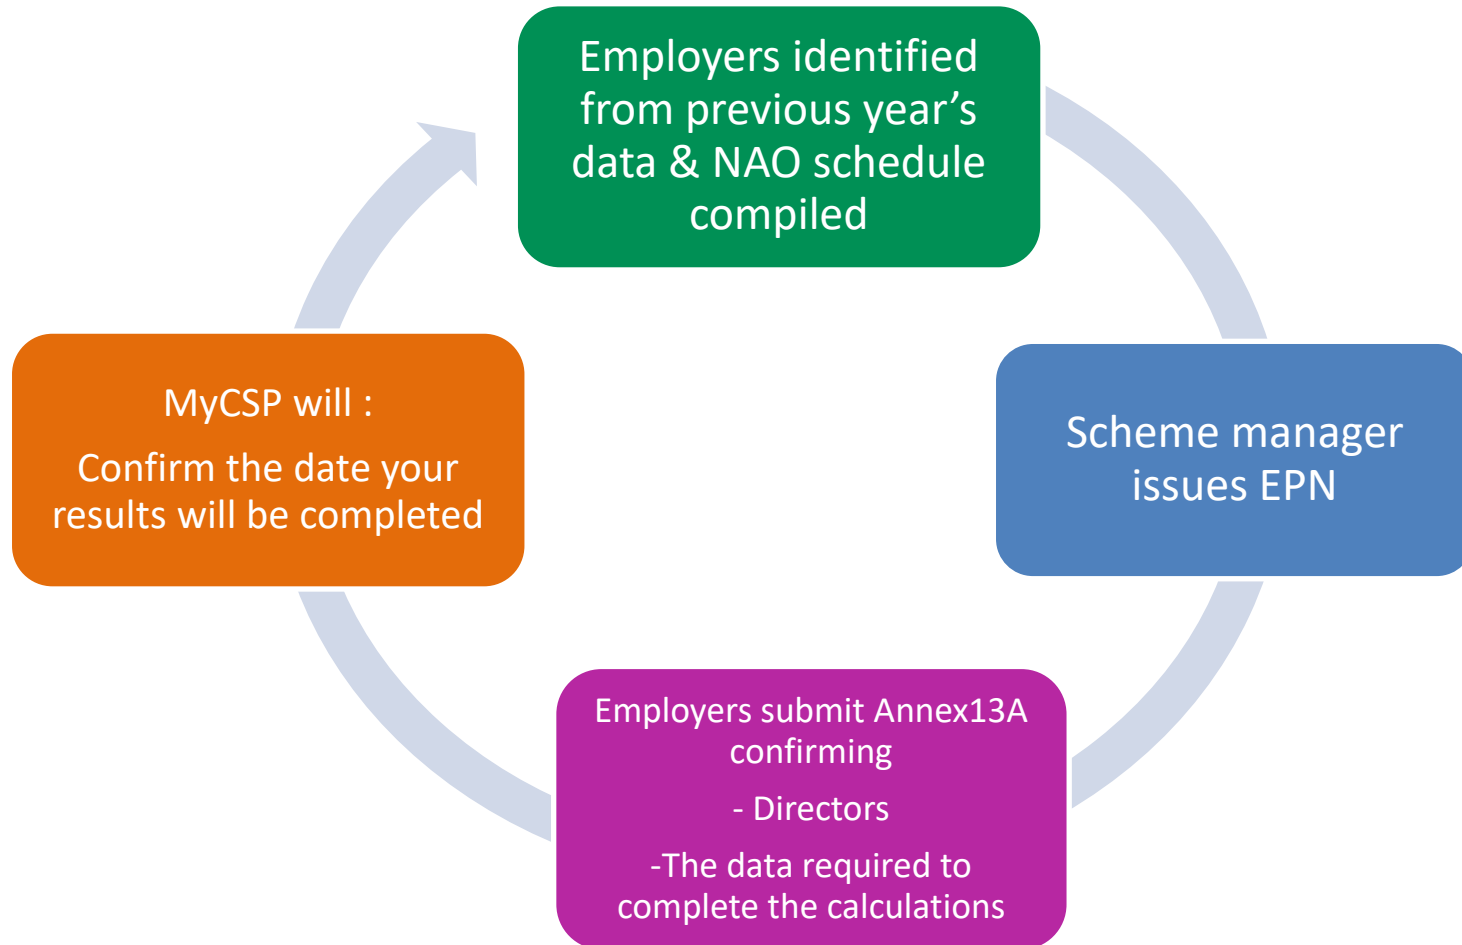 Employers identified
from previous year’s
data & NAO schedule
compiled
Scheme manager
issues EPN
Employers submit Annex13A
confirming
- Directors
-The data required to
complete the calculations
MyCSP will :
Confirm the date your
results will be completed